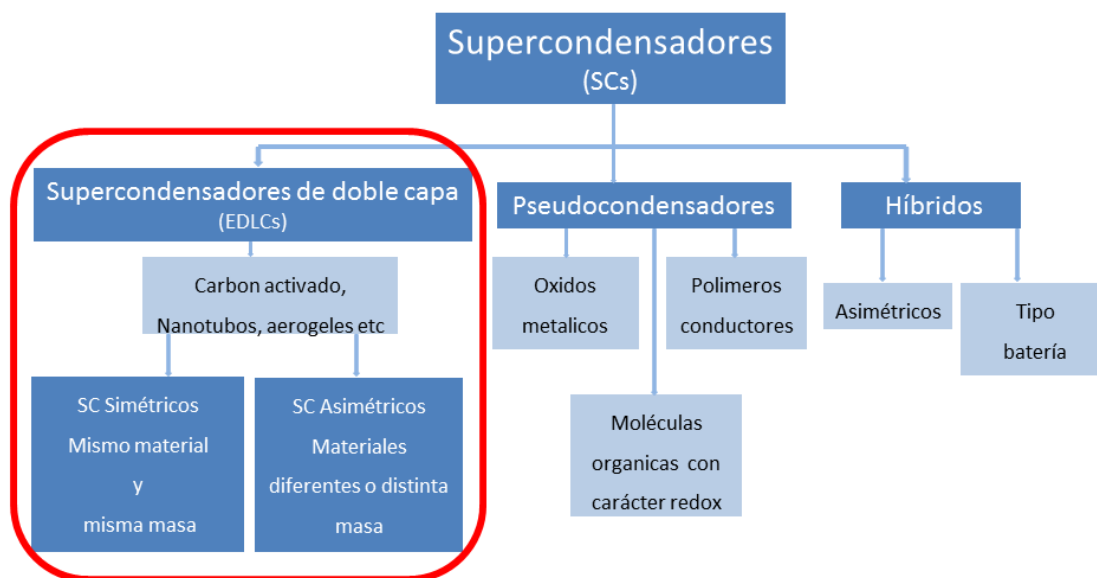 Supercondensadores
(SCs)
Supercondensadores de doble capa
(EDLCs)
Carbon activado,
Nanotubos, aerogeles etc
SC Simétricos
Mismo material
y
misma masa
SC Asimétricos
Materiales
diferentes o distinta
masa
Pseudocondensadores
Oxidos
metalicos
Polimeros
conductores
Moléculas
organicas con
carácter redox
Híbridos
Asimétricos
Tipo
batería